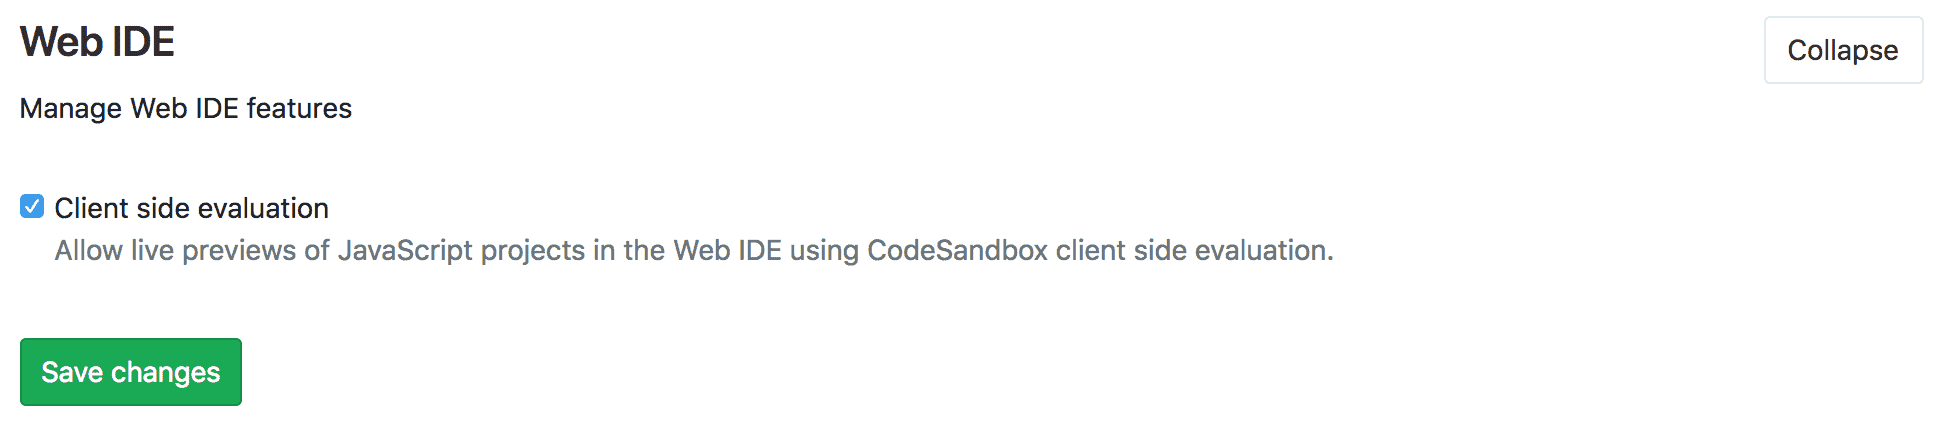 Web IDE
Collapse
Manage Web IDE features
Client side evaluation
Allow live previews of JavaScript projects in the Web IDE using CodeSandbox client side evaluation.
Save changes